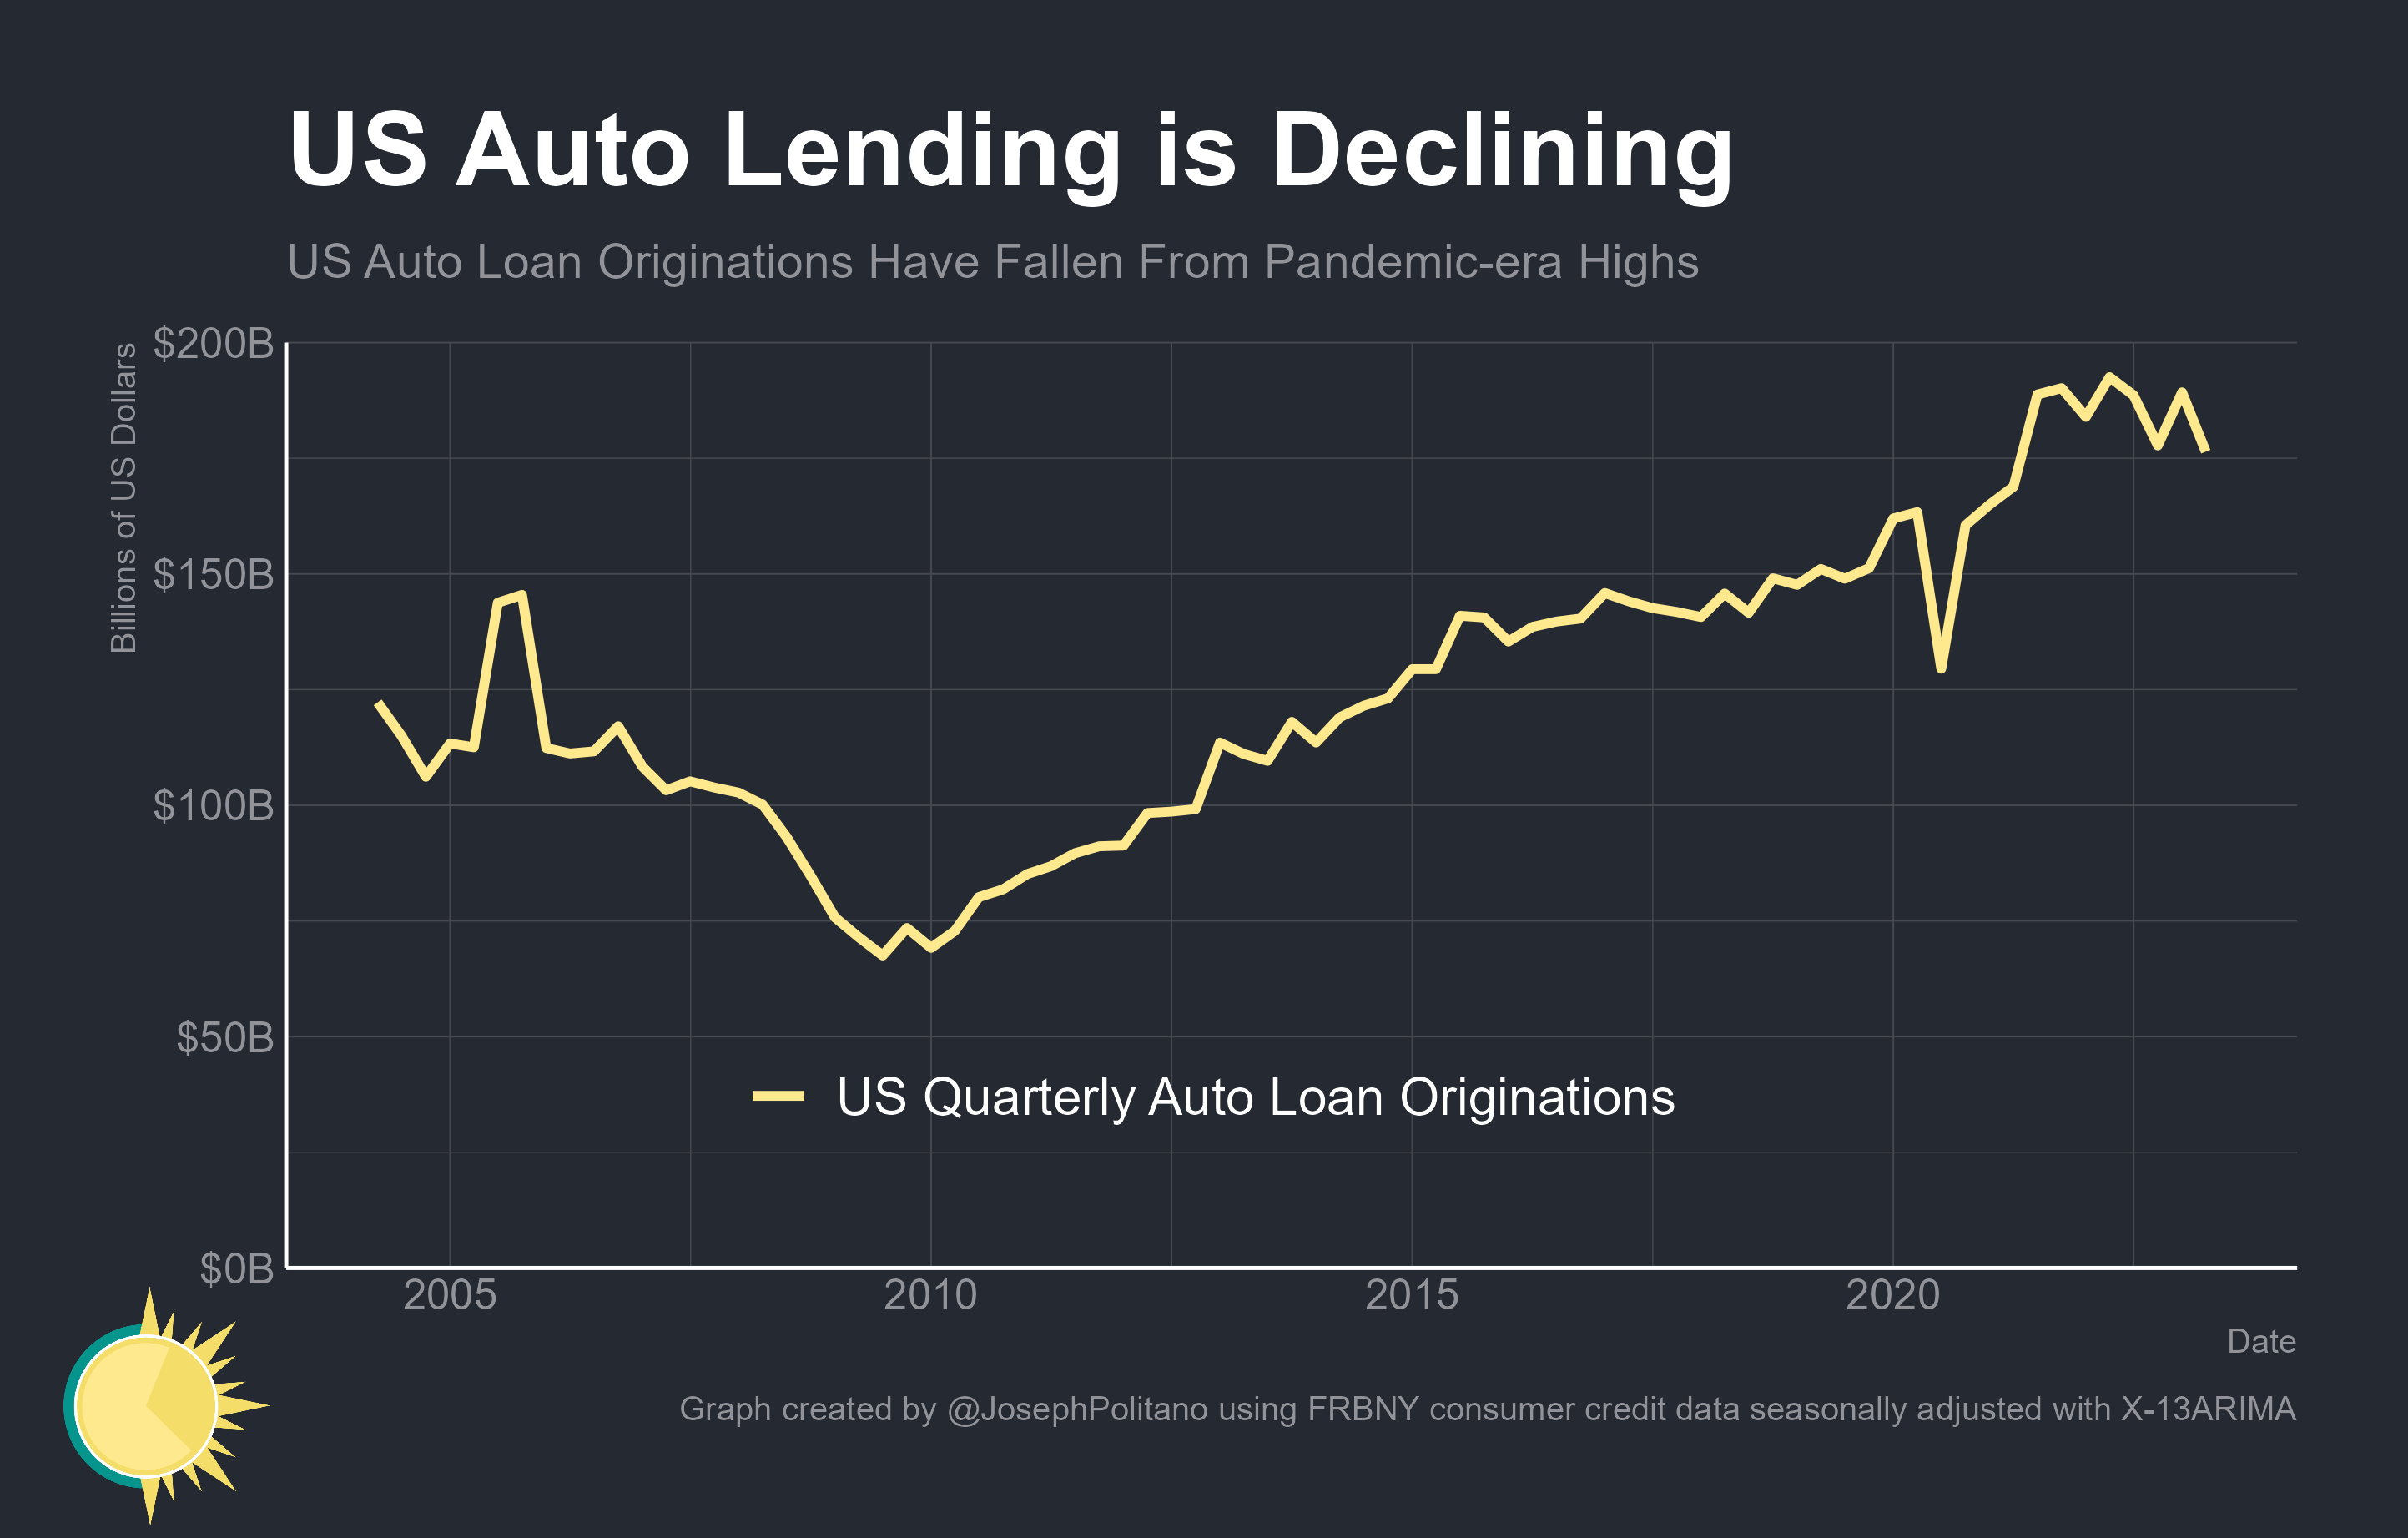 US Auto Lending is Declining
US Auto Loan Originations Have Fallen From Pandemic-era Highs
Billions of US Dollars
$200B
$150B
$100B
$50B
$0B
US Quarterly Auto Loan Originations
2005
2010
2015
2020
Date
Graph created by @JosephPolitano using FRBNY consumer credit data seasonally adjusted with X-13ARIMA